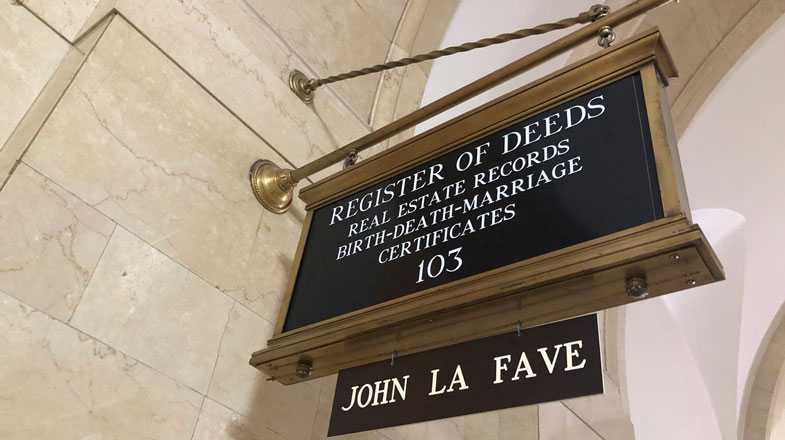 REGISTER OF DEEDS
REAL ESTATE RECORDS
BIRTH-DEATH-MARRIAGE
CERTIFICATES
103
JOHN LA FAVE